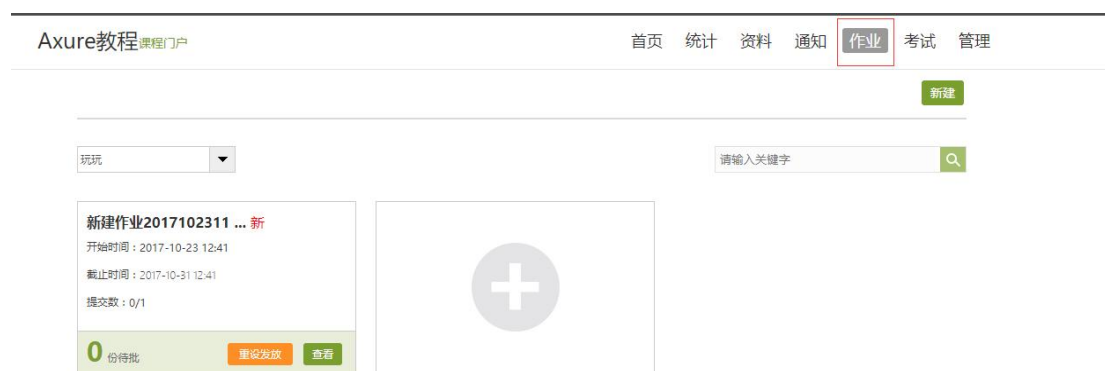 Axure教程课程门户 首页 统计 资料 通知 作业 考试 管理
新建
玩玩 请输入关键字
新建作业2017102311 ... 新
开始时间：2017-10-23 12:41
截止时间：2017-10-31 12:41
提交数：0/1
0 份待批 重设发放 查看